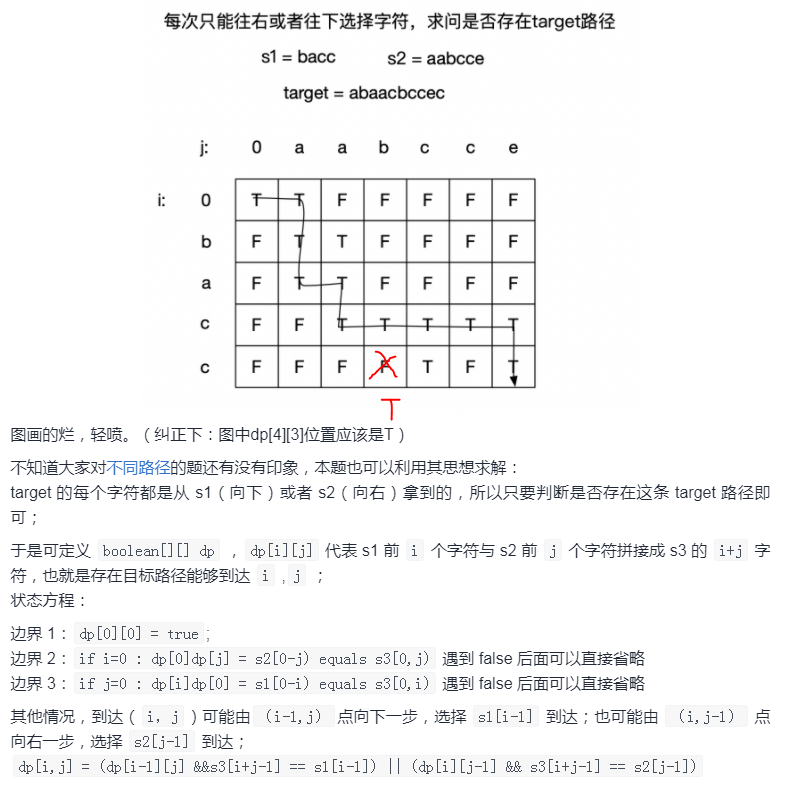 每次只能往右或者往下选择字符，求问是否存在target路径
s1 = bacc s2 = aabcce
target = abaacbccec
j: 0 a a b c c e
i: 0 T T F F F F F
b F T T F F F F
a F T T F F F F
c F F T T T T T
c F F F F T F T
T
图画的烂，轻喷。（纠正下：图中dp[4][3]位置应该是T）
不知道大家对不同路径的题还有没有印象，本题也可以利用其思想求解：
target 的每个字符都是从 s1（向下）或者 s2（向右）拿到的，所以只要判断是否存在这条 target 路径即
可；
于是可定义 boolean[][] dp ，dp[i][j] 代表 s1 前 i 个字符与 s2 前 j 个字符拼接成 s3 的 i+j 字
符，也就是存在目标路径能够到达 i ,j ；
状态方程：
边界 1：dp[0][0] = true;
边界 2：if i=0 : dp[0]dp[j] = s2[0-j) equals s3[0,j) 遇到 false 后面可以直接省略
边界 3：if j=0 : dp[i]dp[0] = s1[0-i) equals s3[0,i) 遇到 false 后面可以直接省略
其他情况，到达（ i，j ）可能由 （i-1,j） 点向下一步，选择 s1[i-1] 到达；也可能由 （i,j-1） 点
向右一步，选择 s2[j-1] 到达；
dp[i,j] = (dp[i-1][j] &&s3[i+j-1] == s1[i-1]) || (dp[i][j-1] && s3[i+j-1] == s2[j-1])